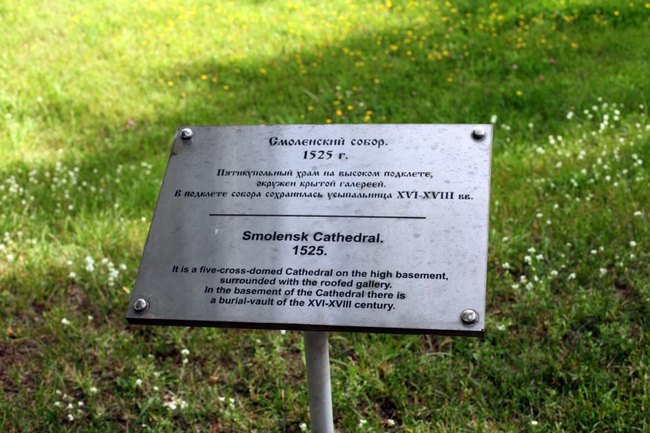 Смоленский собор.
1525 г.
Пятикупольный храм на высоком подклете,
окружен крытой галереей.
В подклете собора сохранилась усыпальница XVI-XVIII вв.
Smolensk Cathedral.
1525.
It is a five-cross-domed Cathedral on the high basement,
surrounded with the roofed gallery.
In the basement of the Cathedral there is
a burial-vault of the XVI-XVIII century.